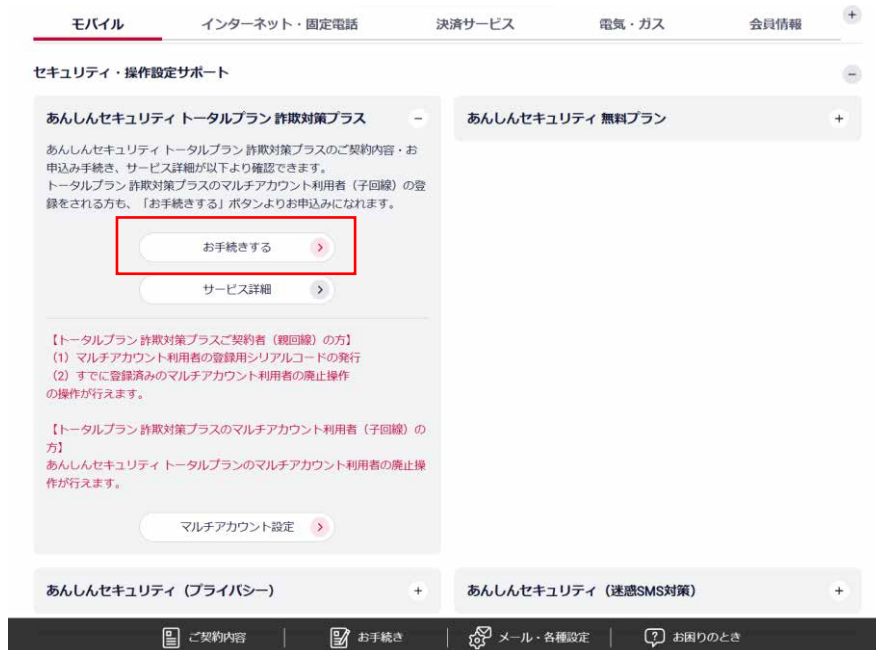 モバイル
インターネット・固定電話
決済サービス
電気・ガス
会員情報
セキュリティ・操作設定サポート
あんしんセキュリティ トータルプラン 詐欺対策プラス
あんしんセキュリティ 無料プラン
あんしんセキュリティ トータルプラン 詐欺対策プラスのご契約内容・お
申込み手続き、サービス詳細が以下より確認できます。
トータルプラン 詐欺対策プラスのマルチアカウント利用者（子回線）の登
録をされる方も、「お手続きする」ボタンよりお申込みになれます。
お手続きする
サービス詳細
【トータルプラン 詐欺対策プラスご契約者（親回線）の方】
（1）マルチアカウント利用者の登録用シリアルコードの発行
（2）すでに登録済みのマルチアカウント利用者の廃止操作
の操作が行えます。
【トータルプラン 詐欺対策プラスのマルチアカウント利用者（子回線）の
方】
あんしんセキュリティ トータルプランのマルチアカウント利用者の廃止操
作が行えます。
マルチアカウント設定
あんしんセキュリティ（プライバシー）
あんしんセキュリティ（迷惑SMS対策）
ご契約内容
お手続き
メール・各種設定
お困りのとき